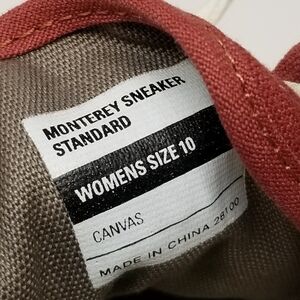 MONTEREY SNEAKER
STANDARD
WOMENS SIZE 10
CANVAS
MADE IN CHINA 28100